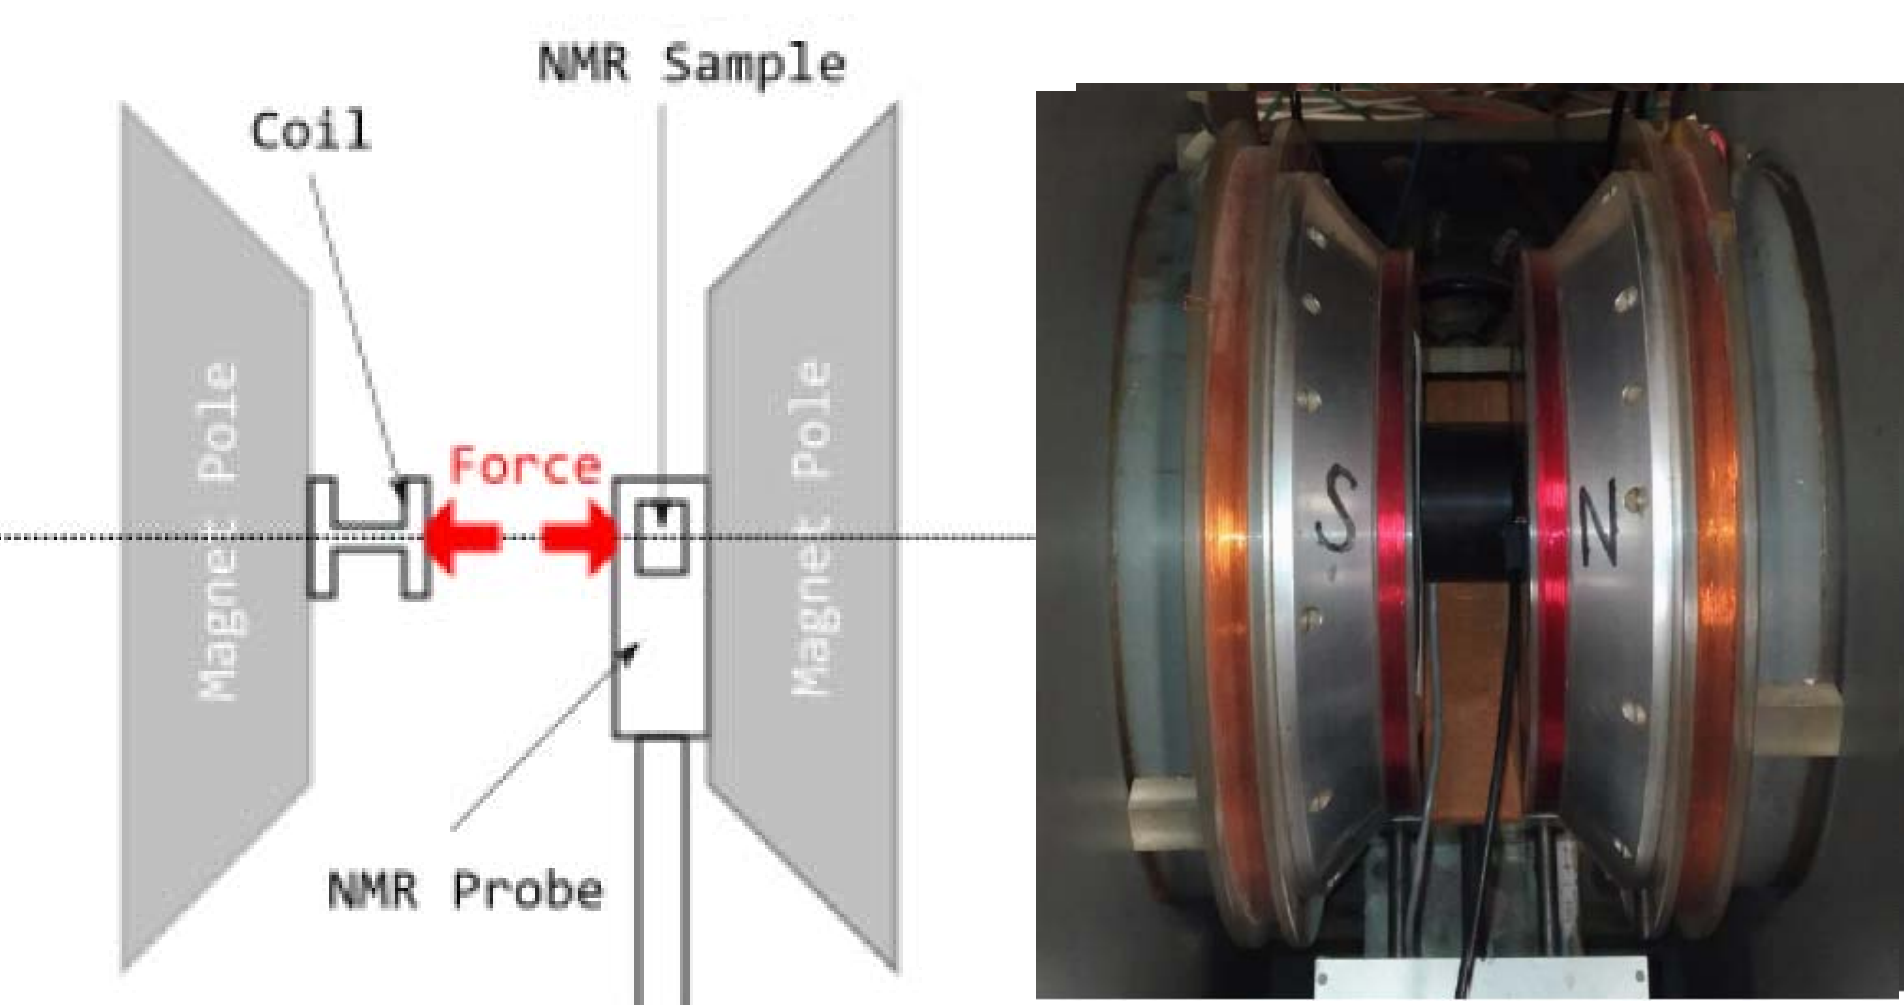 NMR Sample
Coil
Force
Magnet Pole
Magnet Pole
NMR Probe
S
N